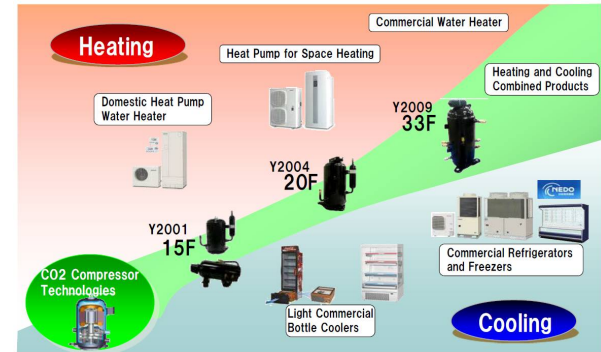 Commercial Water Heater
Heating
Heat Pump for Space Heating
Heating and Cooling
Combined Products
Domestic Heat Pump
Water Heater
Y2009
33F
Y2004
20F
NEDO
Y2001
15F
Commercial Refrigerators
and Freezers
CO2 Compressor
Technologies
Light Commercial
Bottle Coolers
Cooling